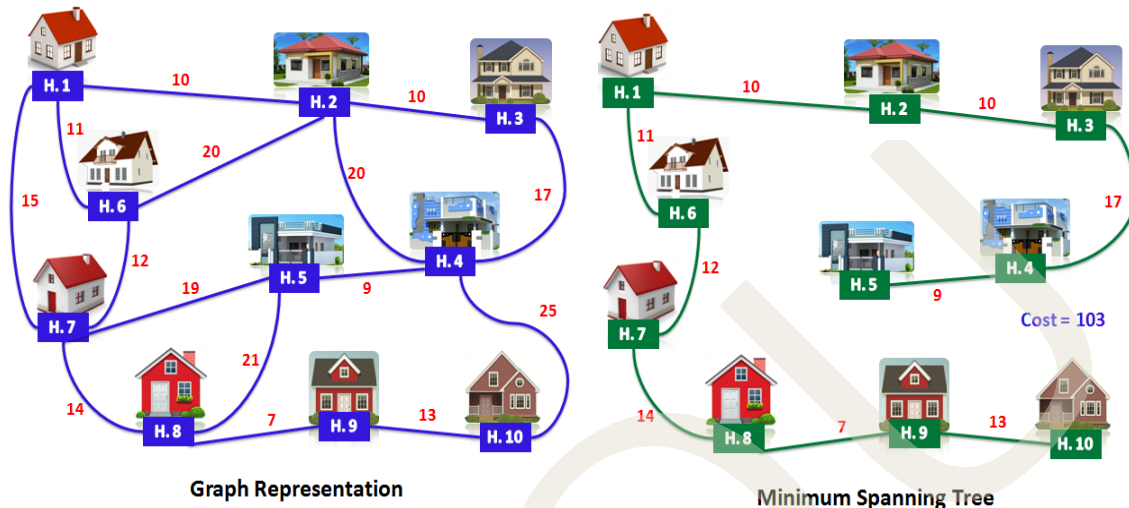 H. 1
10
H. 2
10
H. 3
11
20
20
17
15
H. 6
12
H. 5
H. 4
19
9
25
H. 7
21
14
H. 8
7
H. 9
13
H. 10
Graph Representation
H. 1
10
H. 2
10
H. 3
11
H. 6
17
12
H. 5
H. 4
9
H. 7
Cost = 103
14
H. 8
7
H. 9
13
H. 10
Minimum Spanning Tree